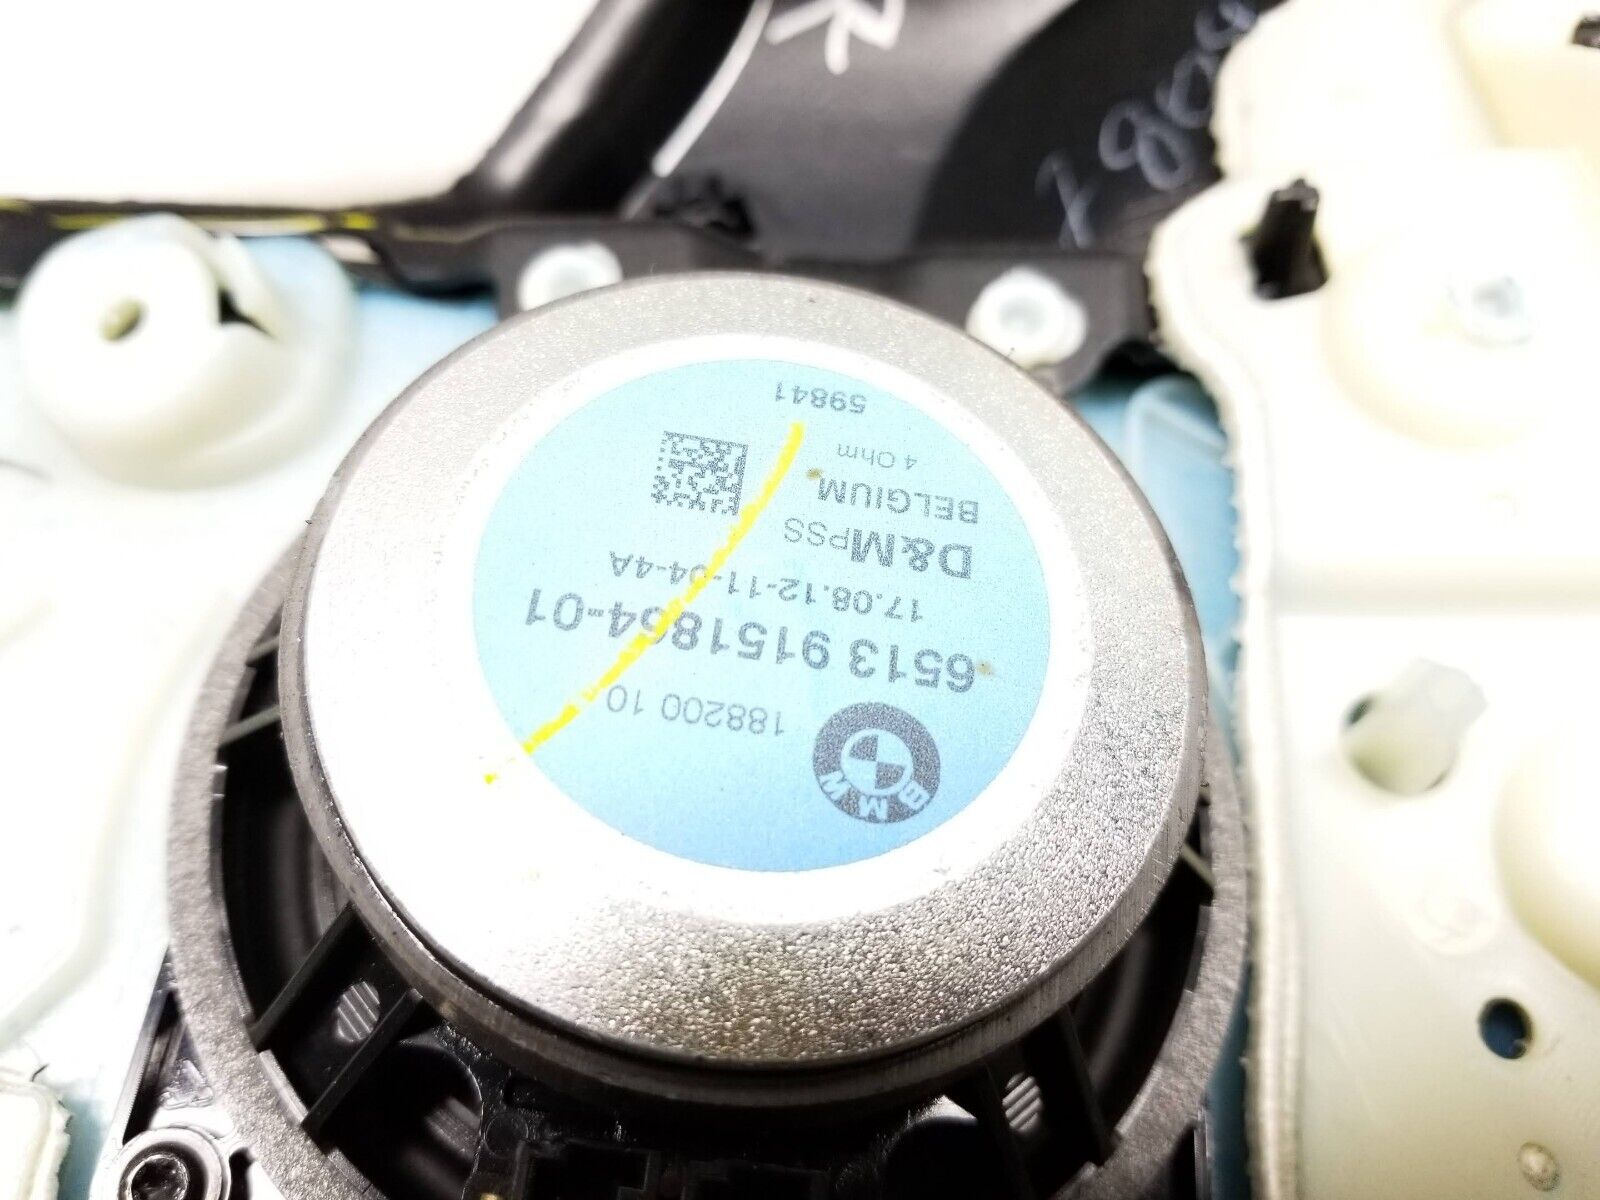 BMW
188200 10
6513 9151864-01
17.08.12-11-04-4A
D&MPSS
BELGIUM
4 Ohm
59841
R